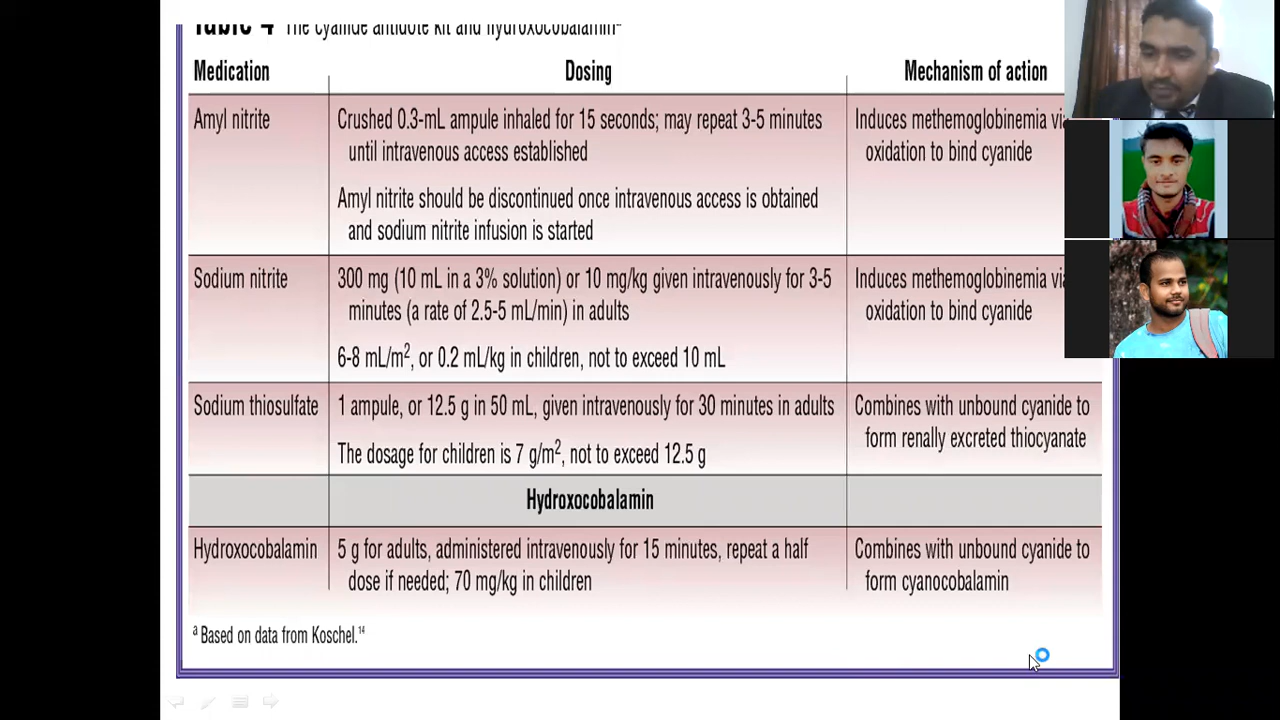 Table 4 The cyanide antidote kit and hydroxocobalaminᵃ
Medication Dosing Mechanism of action
Amyl nitrite Crushed 0.3-mL ampule inhaled for 15 seconds; may repeat 3-5 minutes Induces methemoglobinemia
until intravenous access established oxidation to bind cyanide
Amyl nitrite should be discontinued once intravenous access is obtained
and sodium nitrite infusion is started
Sodium nitrite 300 mg (10 mL in a 3% solution) or 10 mg/kg given intravenously for 3-5 Induces methemoglobinemia
minutes (a rate of 2.5-5 mL/min) in adults oxidation to bind cyanide
6-8 mL/m², or 0.2 mL/kg in children, not to exceed 10 mL
Sodium thiosulfate 1 ampule, or 12.5 g in 50 mL, given intravenously for 30 minutes in adults Combines with unbound cyanide to
form renally excreted thiocyanate
The dosage for children is 7 g/m², not to exceed 12.5 g
Hydroxocobalamin
Hydroxocobalamin 5 g for adults, administered intravenously for 15 minutes, repeat a half Combines with unbound cyanide to
dose if needed; 70 mg/kg in children form cyanocobalamin
ᵃ Based on data from Koschel.¹⁴